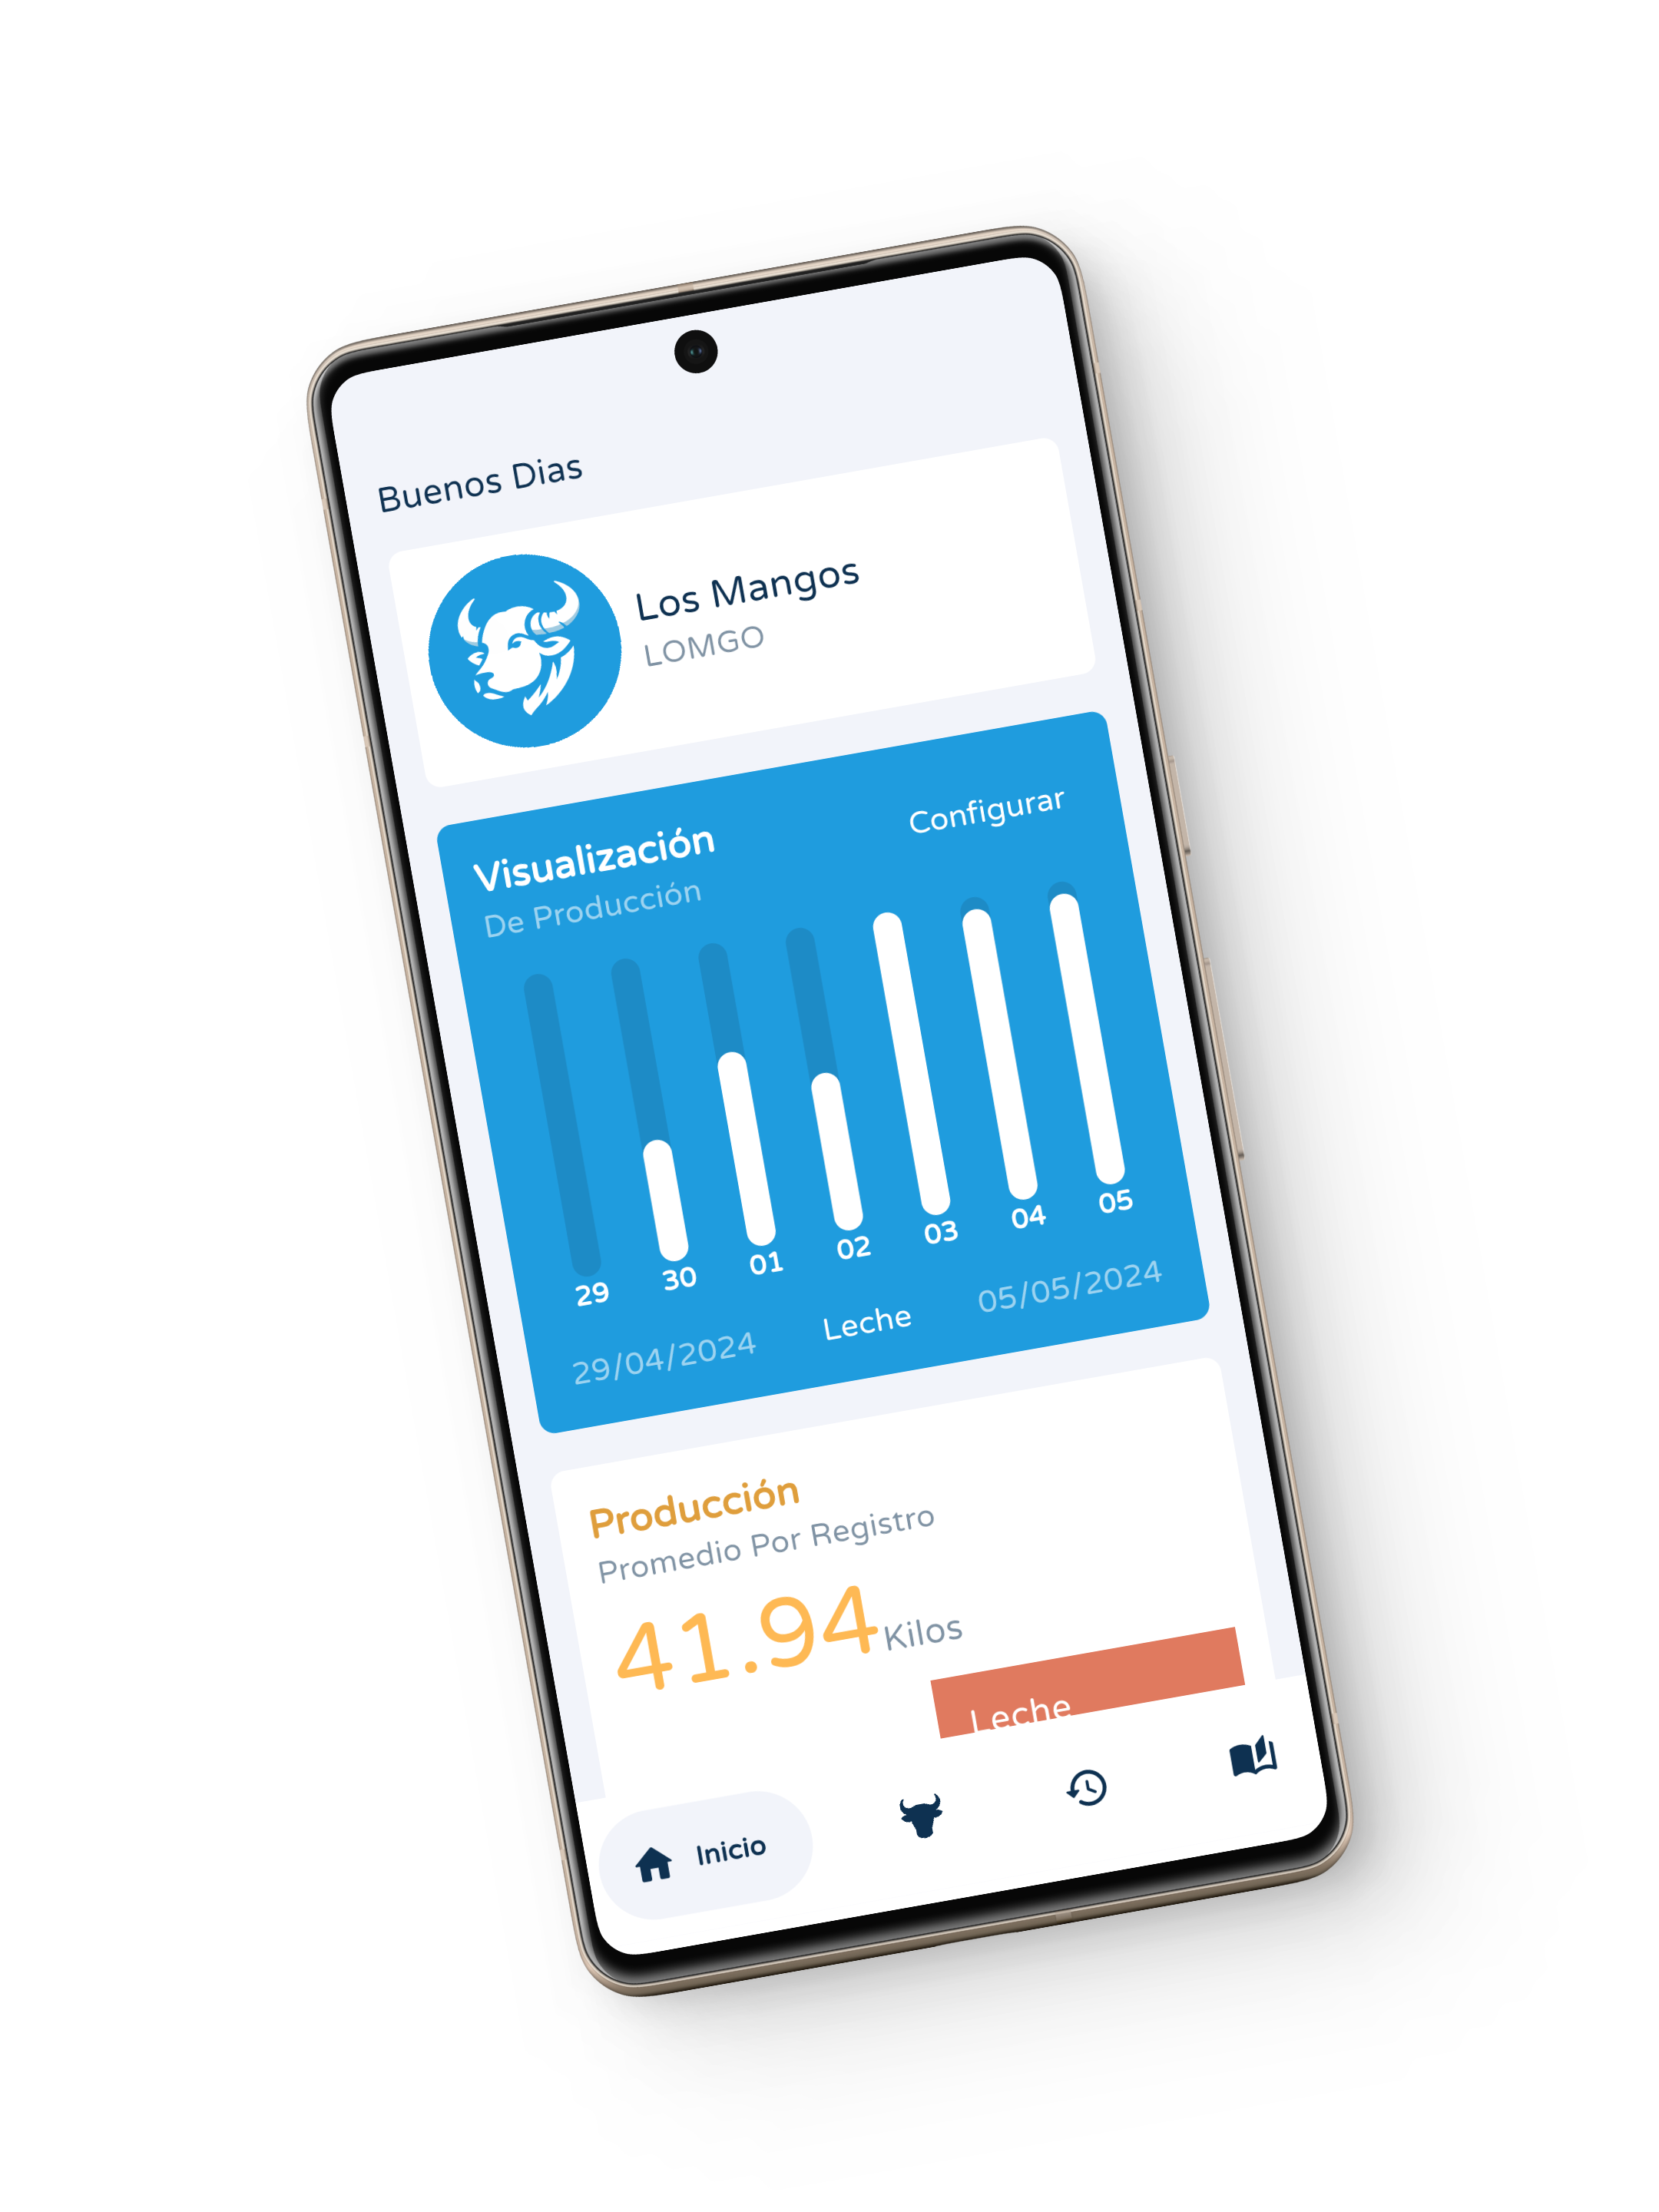 Buenos Dias
Los Mangos
LOMGO
Visualización
Configurar
De Producción
29 30 01 02 03 04 05
29/04/2024 Leche 05/05/2024
Producción
Promedio Por Registro
41.94 Kilos
Leche
Inicio